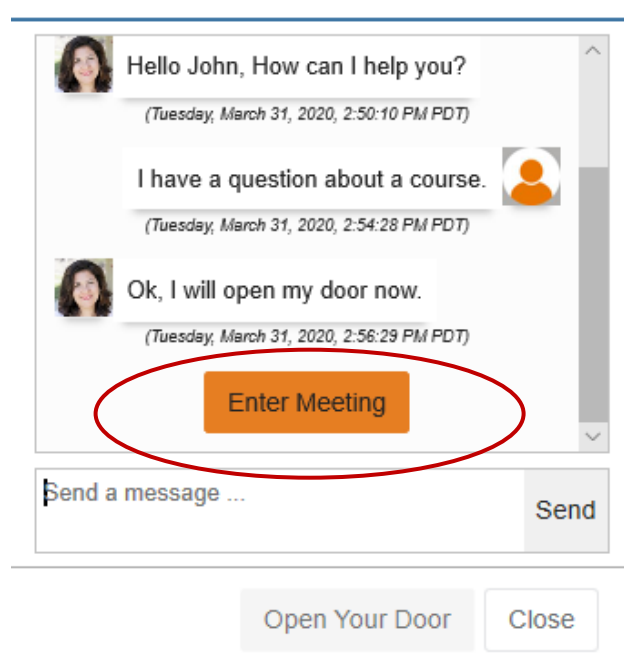 Hello John, How can I help you?
(Tuesday, March 31, 2020, 2:50:10 PM PDT)
I have a question about a course.
(Tuesday, March 31, 2020, 2:54:28 PM PDT)
Ok, I will open my door now.
(Tuesday, March 31, 2020, 2:56:29 PM PDT)
Enter Meeting
Send a message ...
Send
Open Your Door
Close